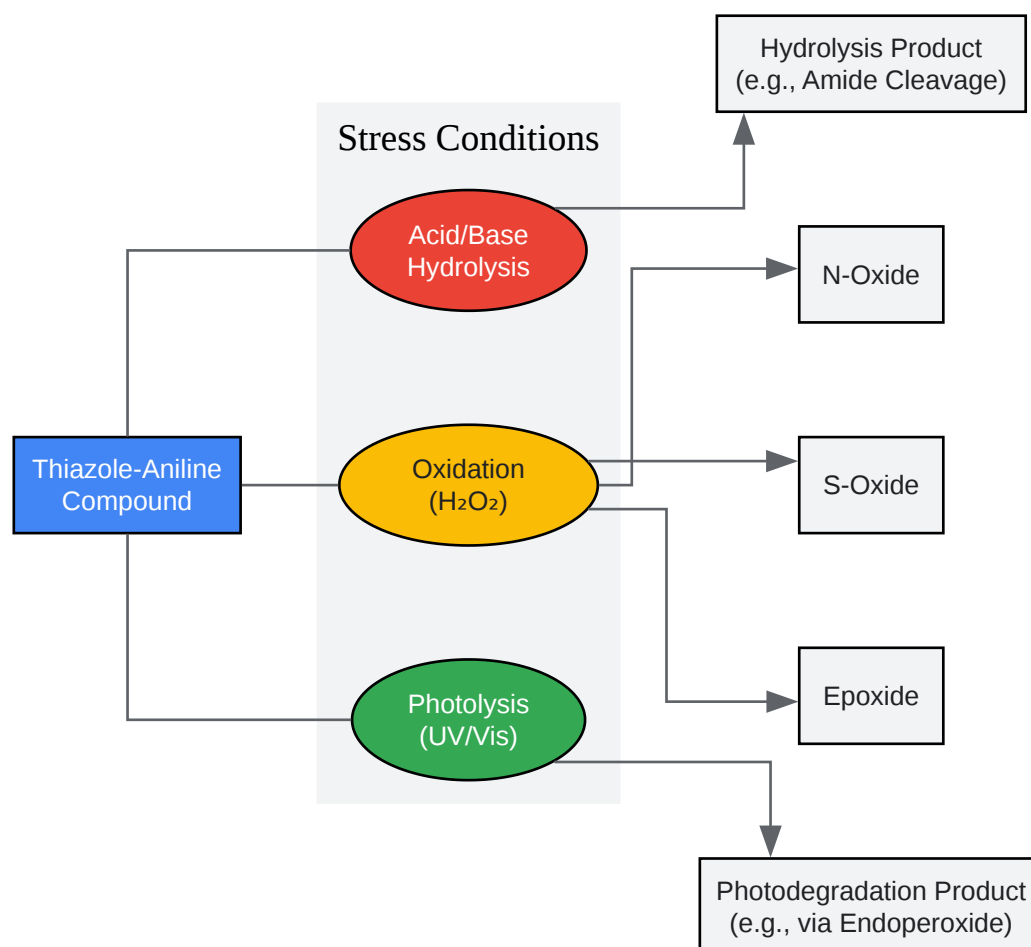 Hydrolysis Product
(e.g., Amide Cleavage)
Stress Conditions
Acid/Base
Hydrolysis
N-Oxide
Thiazole-Aniline
Compound
Oxidation
(H₂O₂)
S-Oxide
Photolysis
(UV/Vis)
Epoxide
Photodegradation Product
(e.g., via Endoperoxide)